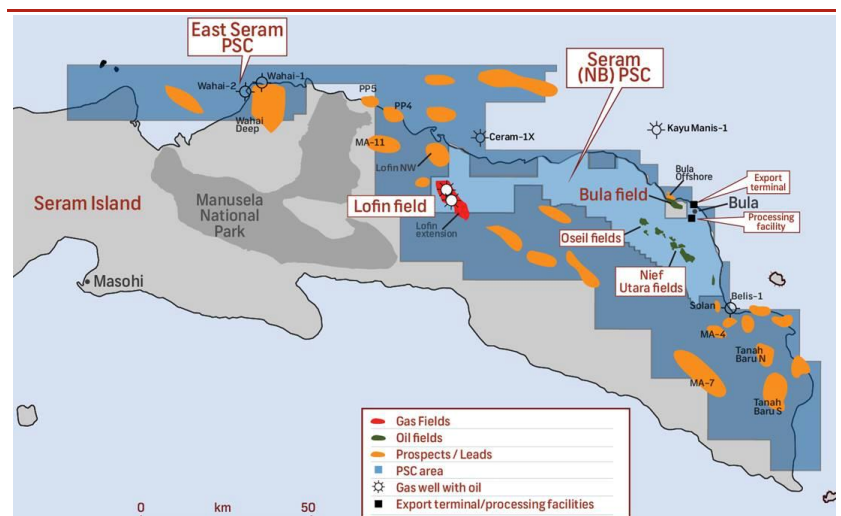 East Seram
PSC
Seram
(NB) PSC
Wahai-1
Wahai-2
Wahai
Deep
PP5
PP4
MA-11
Lofin NW
Ceram-1X
Kayu Manis-1
Bula
Offshore
Export
terminal
Bula field
Bula
Processing
facility
Seram Island
Manusela
National
Park
Lofin field
Lofin
extension
Oseil fields
Nief
Utara fields
Masohi
Solan
Belis-1
MA-4
Tanah
Baru N
MA-7
Tanah
Baru S
Gas Fields
Oil fields
Prospects / Leads
PSC area
Gas well with oil
Export terminal/processing facilities
0 km 50